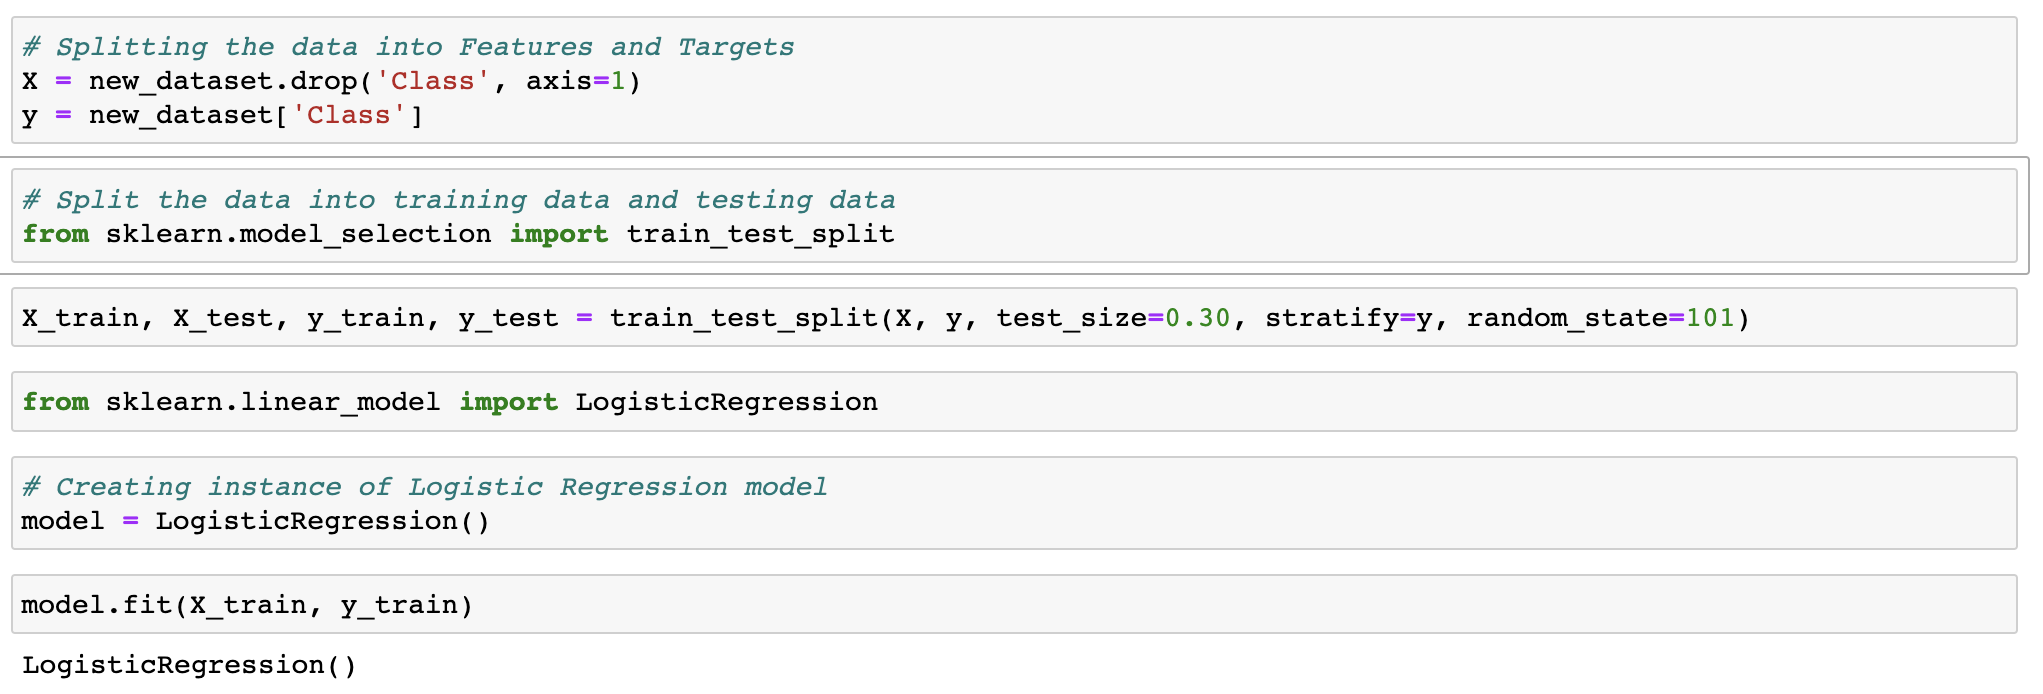 # Splitting the data into Features and Targets
X = new_dataset.drop('Class', axis=1)
y = new_dataset['Class']
# Split the data into training data and testing data
from sklearn.model_selection import train_test_split
X_train, X_test, y_train, y_test = train_test_split(X, y, test_size=0.30, stratify=y, random_state=101)
from sklearn.linear_model import LogisticRegression
# Creating instance of Logistic Regression model
model = LogisticRegression()
model.fit(X_train, y_train)
LogisticRegression()